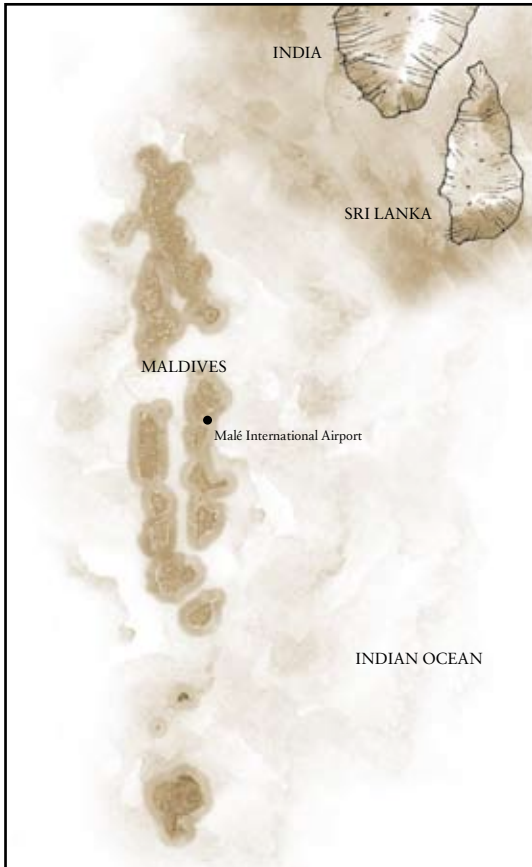 INDIA
SRI LANKA
MALDIVES
Malé International Airport
INDIAN OCEAN